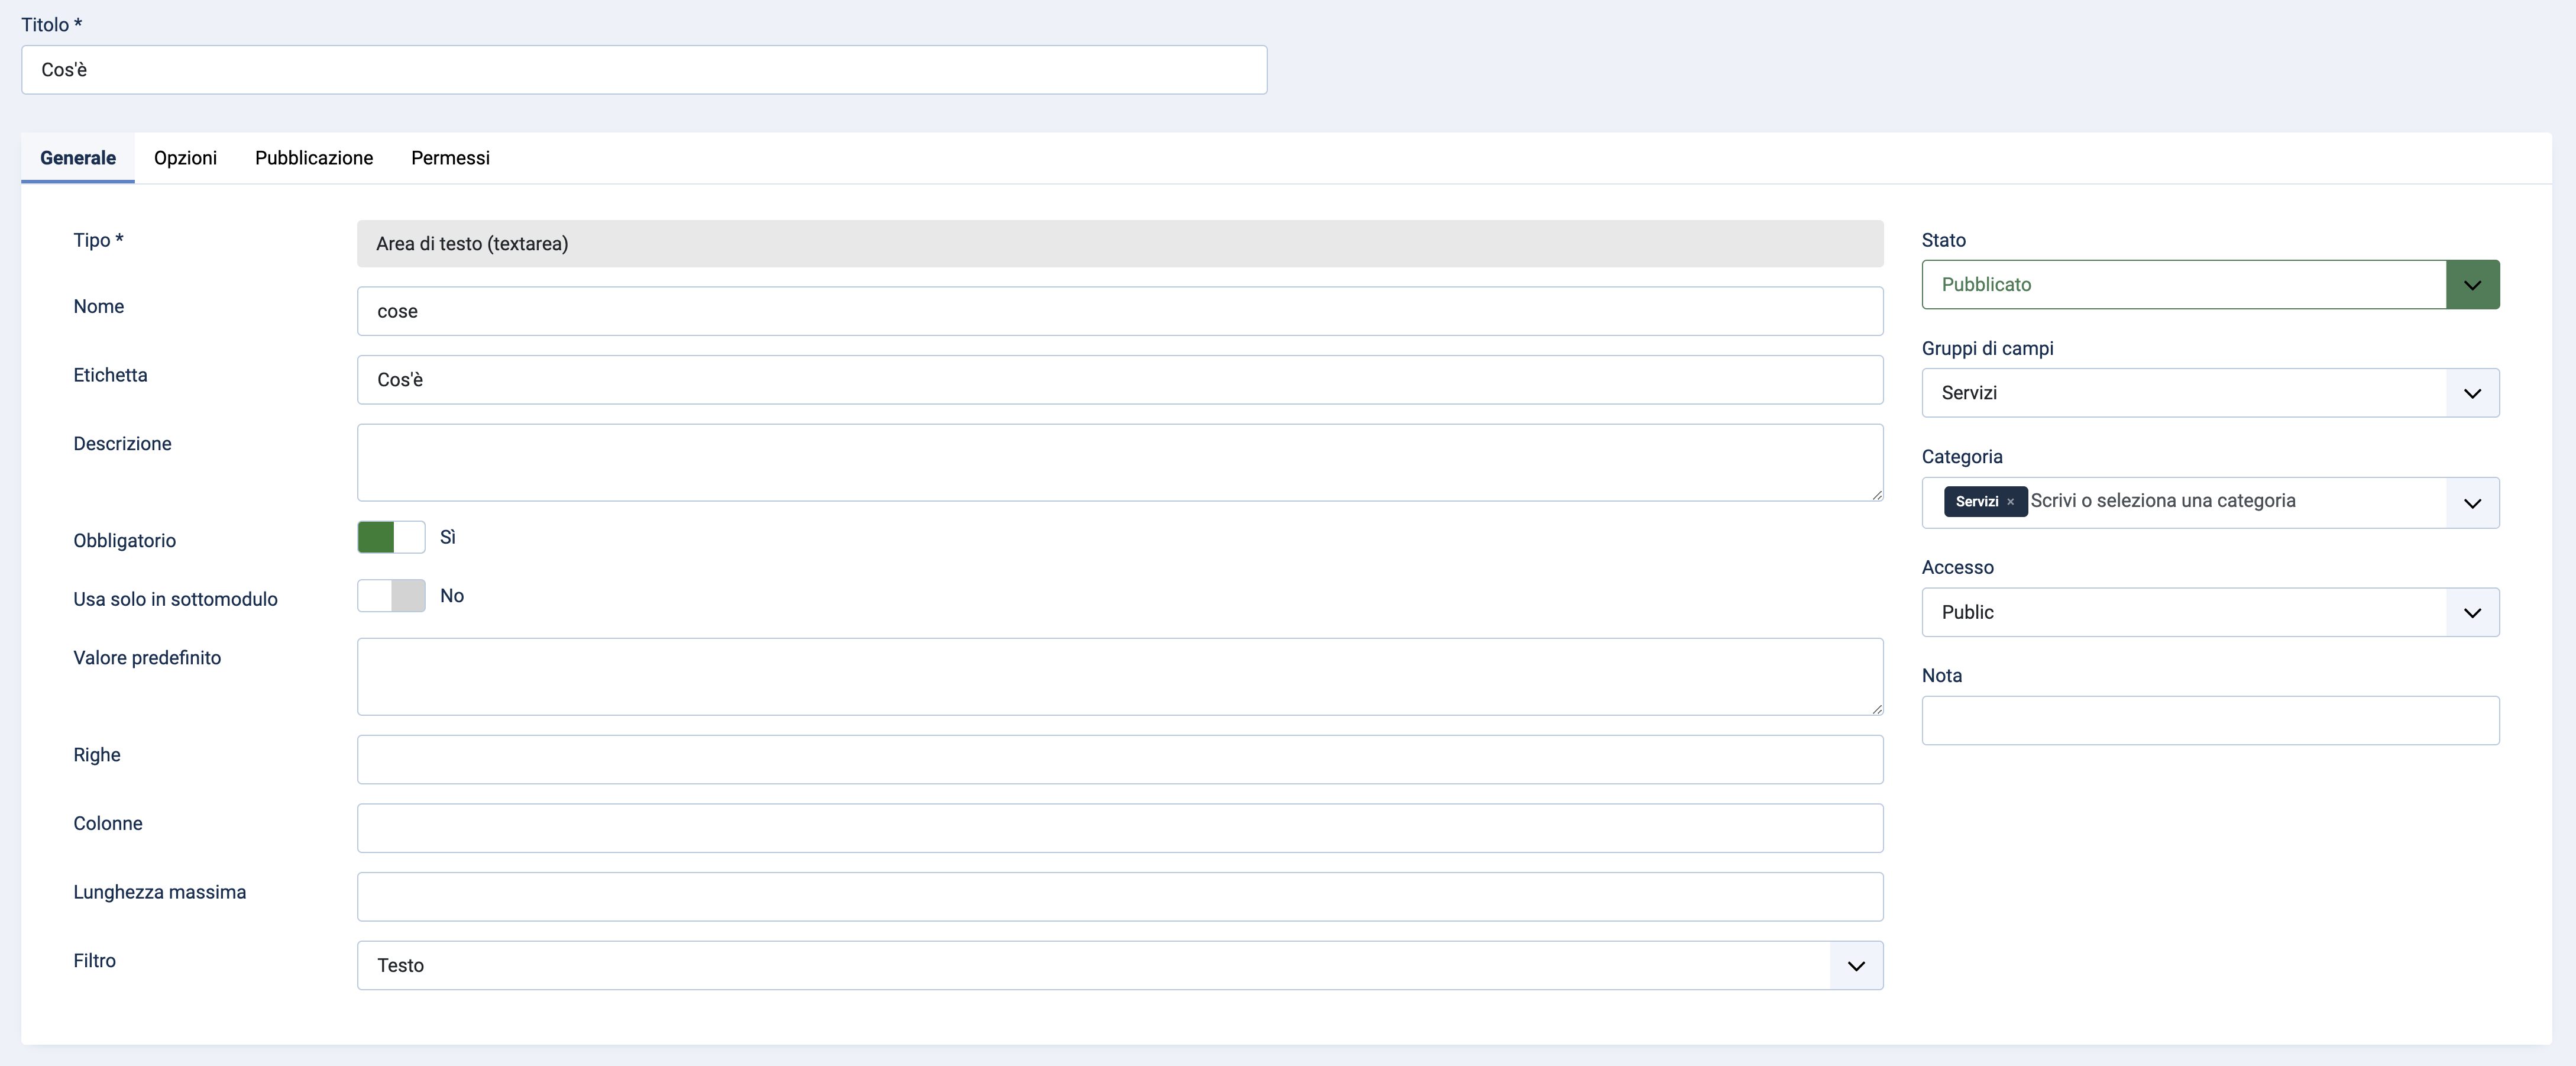 Titolo *
Cos'è
Generale
Opzioni
Pubblicazione
Permessi
Tipo *
Area di testo (textarea)
Nome
cose
Etichetta
Cos'è
Descrizione
Obbligatorio
Sì
Usa solo in sottomodulo
No
Valore predefinito
Righe
Colonne
Lunghezza massima
Filtro
Testo
Stato
Pubblicato
Gruppi di campi
Servizi
Categoria
Servizi × Scrivi o seleziona una categoria
Accesso
Public
Nota